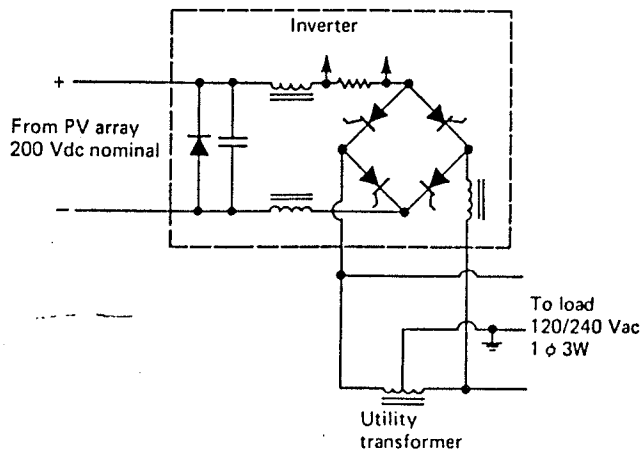 Inverter
+
From PV array
200 Vdc nominal
−
To load
120/240 Vac
1 ϕ 3W
Utility
transformer